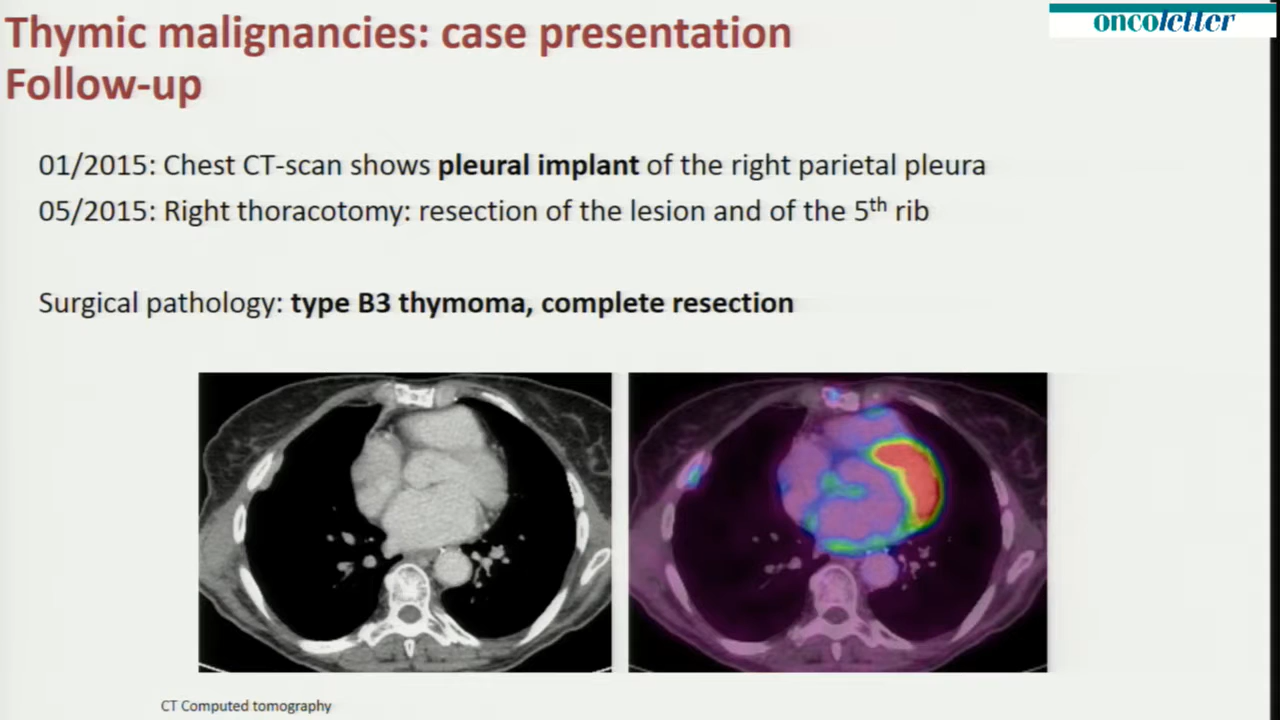 Thymic malignancies: case presentation
oncoletter
Follow-up
01/2015: Chest CT-scan shows pleural implant of the right parietal pleura
05/2015: Right thoracotomy: resection of the lesion and of the 5th rib
Surgical pathology: type B3 thymoma, complete resection
CT Computed tomography